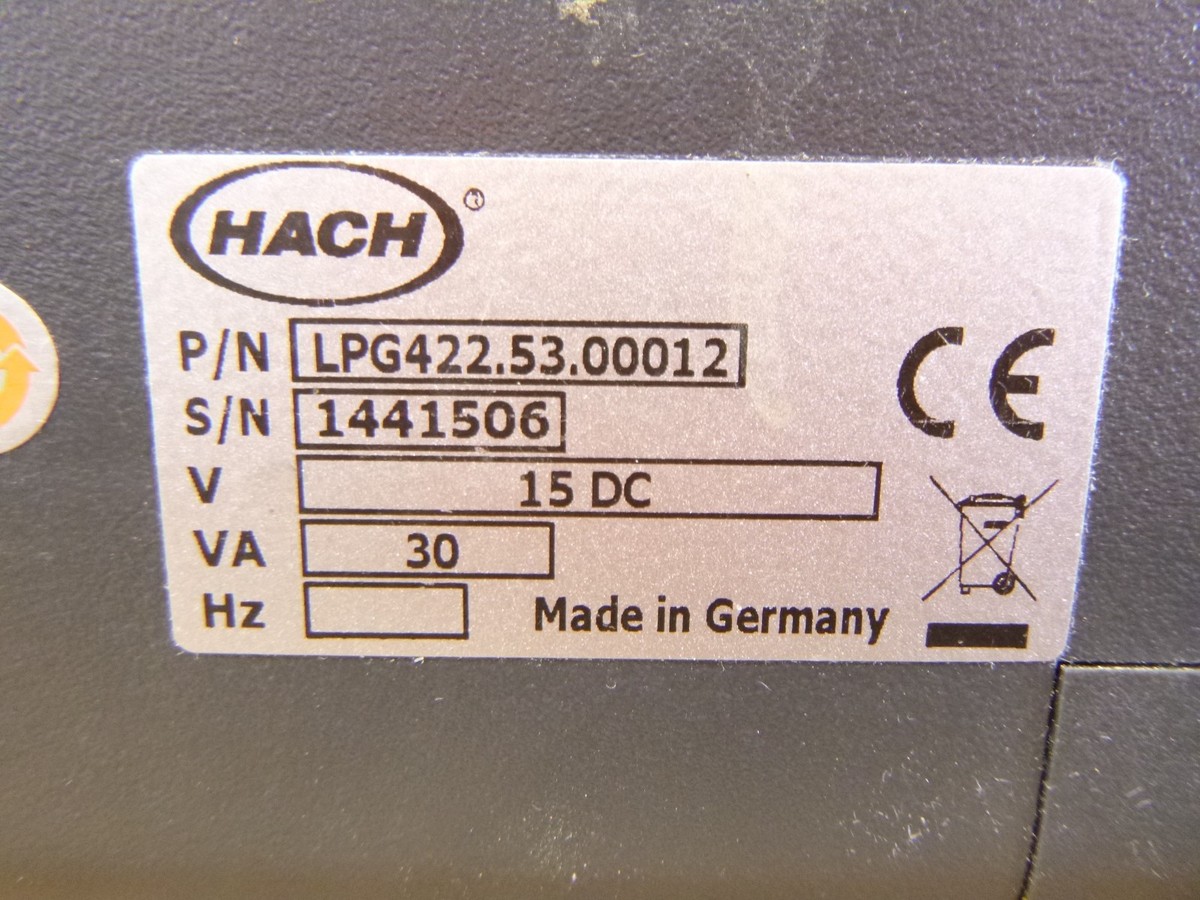 HACH®
P/N LPG422.53.00012
S/N 1441506
V 15 DC
VA 30
Hz
Made in Germany
CE